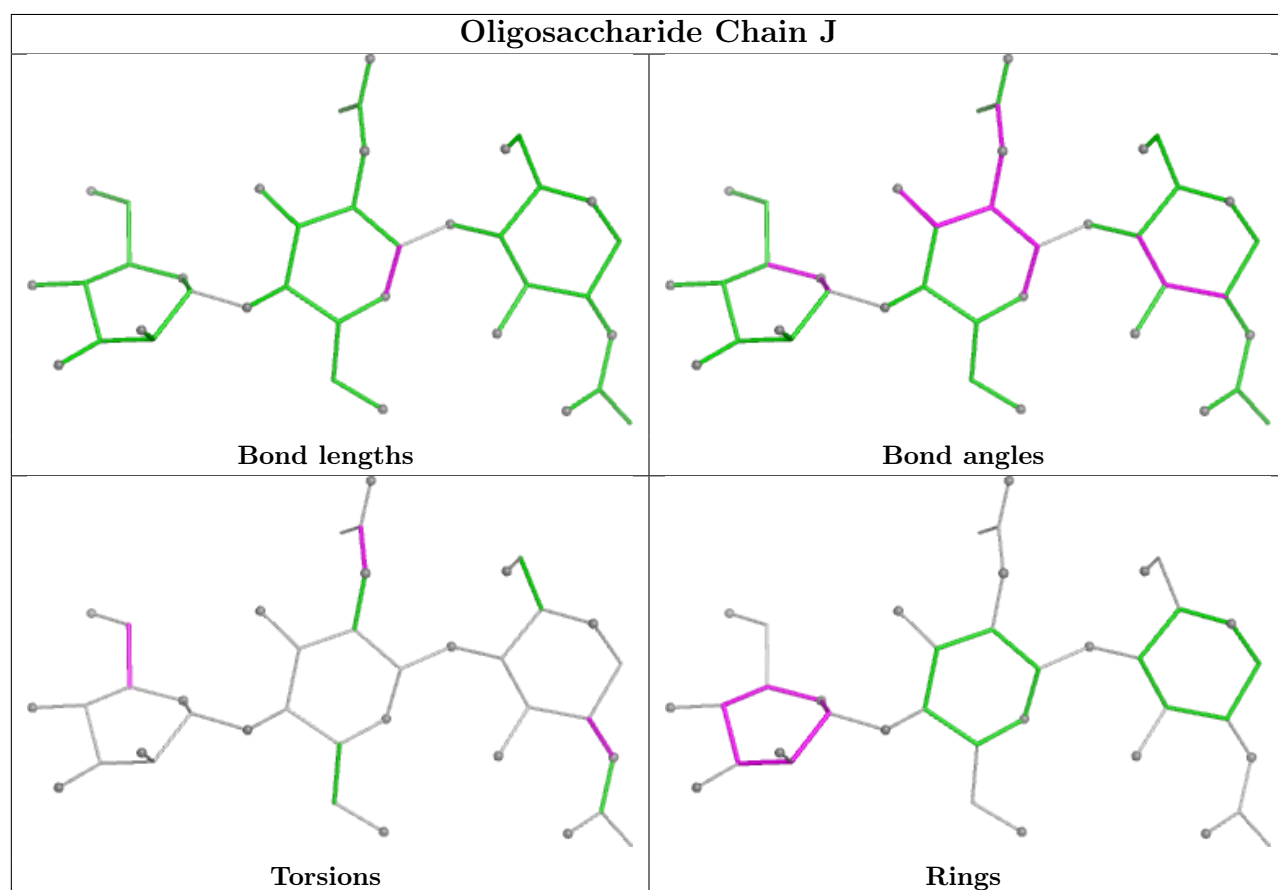 Oligosaccharide Chain J
Bond lengths
Bond angles
Torsions
Rings